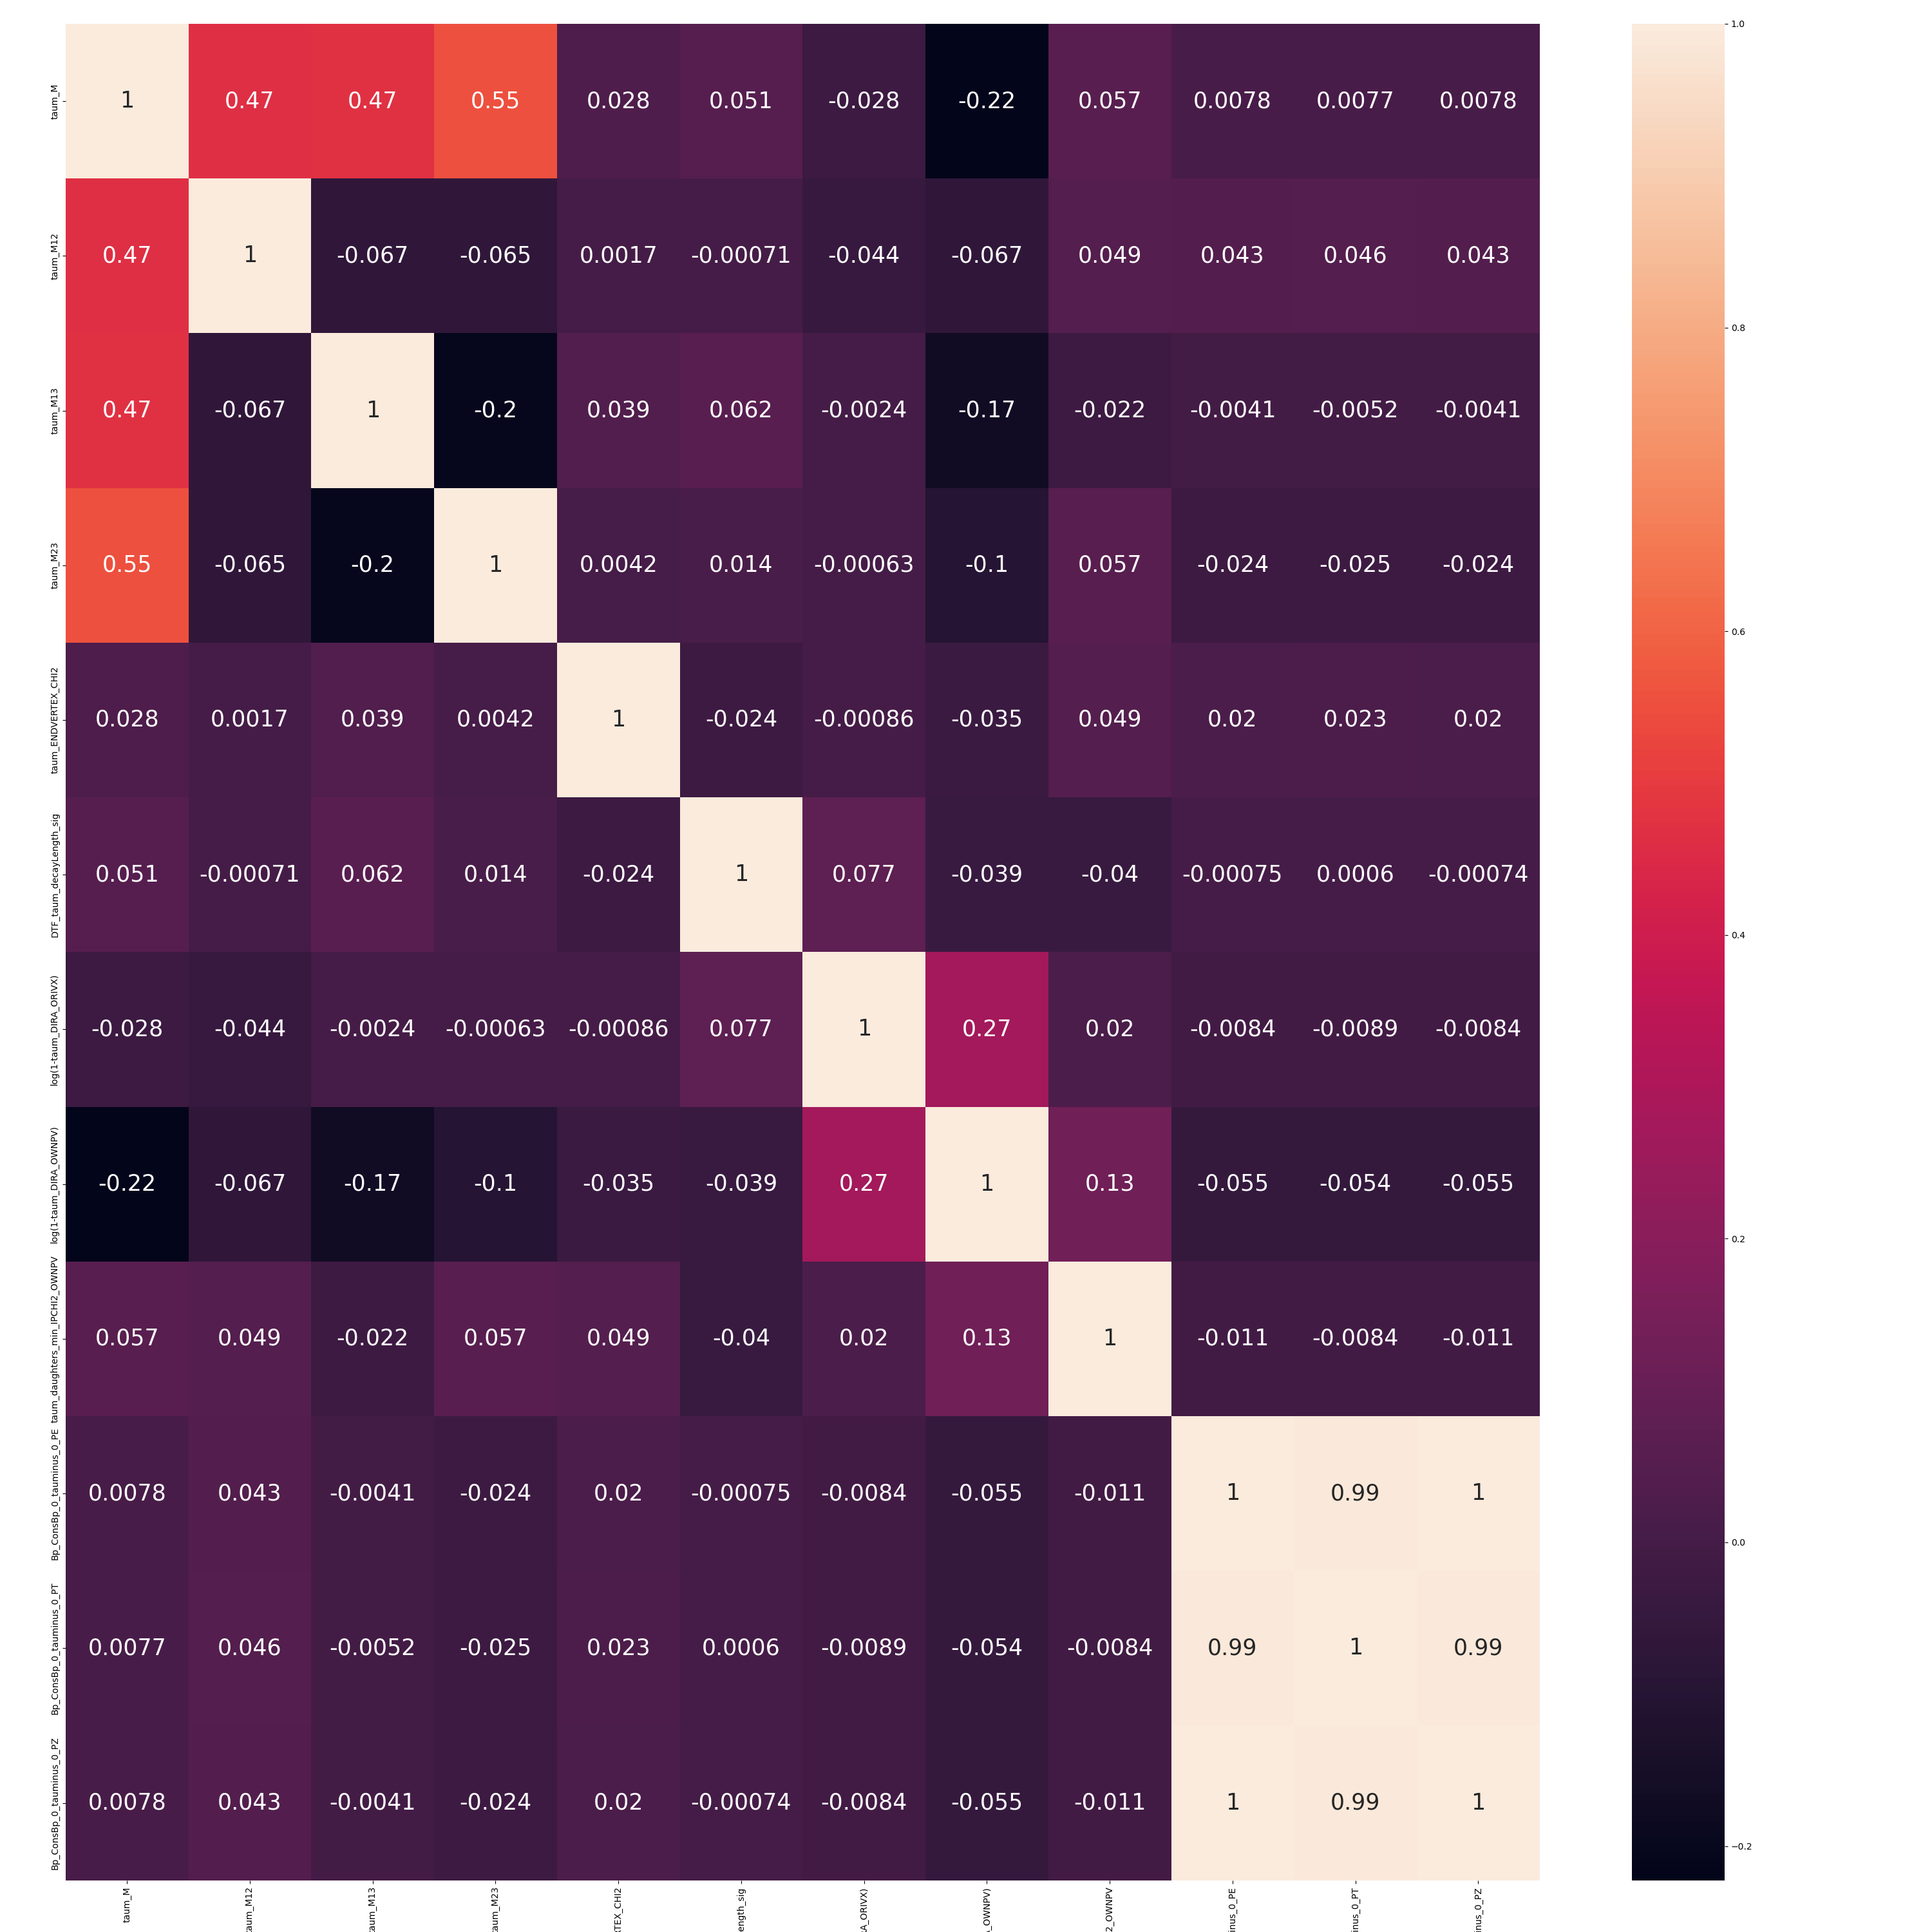 taum_M 1 0.47 0.47 0.55 0.028 0.051 -0.028 -0.22 0.057 0.0078 0.0077 0.0078
taum_M12 0.47 1 -0.067 -0.065 0.0017 -0.00071 -0.044 -0.067 0.049 0.043 0.046 0.043
taum_M13 0.47 -0.067 1 -0.2 0.039 0.062 -0.0024 -0.17 -0.022 -0.0041 -0.0052 -0.0041
taum_M23 0.55 -0.065 -0.2 1 0.0042 0.014 -0.00063 -0.1 0.057 -0.024 -0.025 -0.024
taum_ENDVERTEX_CHI2 0.028 0.0017 0.039 0.0042 1 -0.024 -0.00086 -0.035 0.049 0.02 0.023 0.02
DTF_taum_decayLength_sig 0.051 -0.00071 0.062 0.014 -0.024 1 0.077 -0.039 -0.04 -0.00075 0.0006 -0.00074
log(1-taum_DIRA_ORIVX) -0.028 -0.044 -0.0024 -0.00063 -0.00086 0.077 1 0.27 0.02 -0.0084 -0.0089 -0.0084
log(1-taum_DIRA_OWNPV) -0.22 -0.067 -0.17 -0.1 -0.035 -0.039 0.27 1 0.13 -0.055 -0.054 -0.055
taum_daughters_min_IPCHI2_OWNPV 0.057 0.049 -0.022 0.057 0.049 -0.04 0.02 0.13 1 -0.011 -0.0084 -0.011
Bp_ConsBp_0_tauminus_0_PE 0.0078 0.043 -0.0041 -0.024 0.02 -0.00075 -0.0084 -0.055 -0.011 1 0.99 1
Bp_ConsBp_0_tauminus_0_PT 0.0077 0.046 -0.0052 -0.025 0.023 0.0006 -0.0089 -0.054 -0.0084 0.99 1 0.99
Bp_ConsBp_0_tauminus_0_PZ 0.0078 0.043 -0.0041 -0.024 0.02 -0.00074 -0.0084 -0.055 -0.011 1 0.99 1
taum_M
taum_M12
taum_M13
taum_M23
TEX_CHI2
ength_sig
A_ORIVX)
_OWNPV)
2_OWNPV
inus_0_PE
inus_0_PT
inus_0_PZ
1.0
0.8
0.6
0.4
0.2
0.0
−0.2